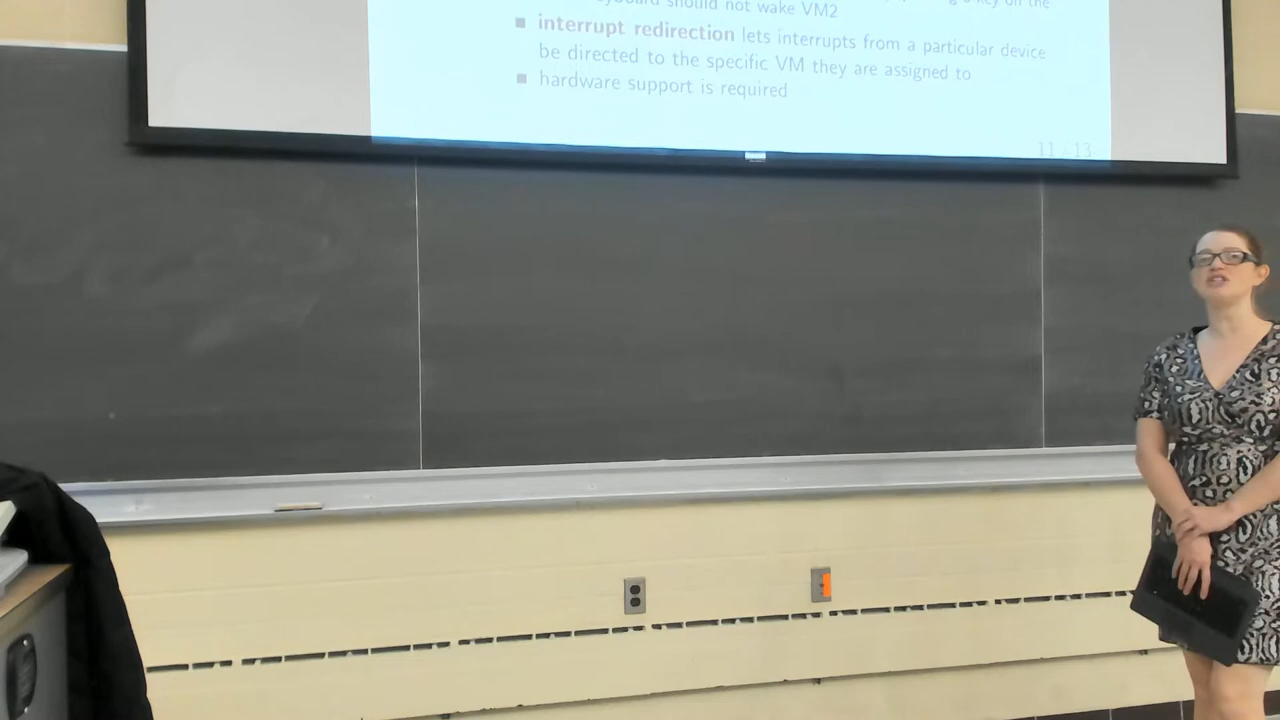 should not wake VM2
interrupt redirection lets interrupts from a particular device
be directed to the specific VM they are assigned to
hardware support is required
11 - 13